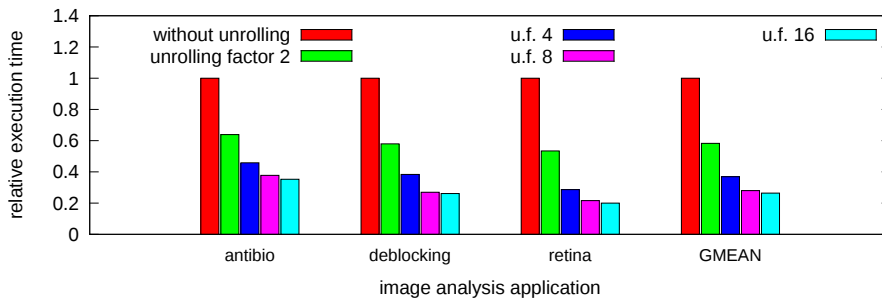 1.4
1.2
1
0.8
0.6
0.4
0.2
0
relative execution time
without unrolling
unrolling factor 2
u.f. 4
u.f. 8
u.f. 16
antibio deblocking retina GMEAN
image analysis application